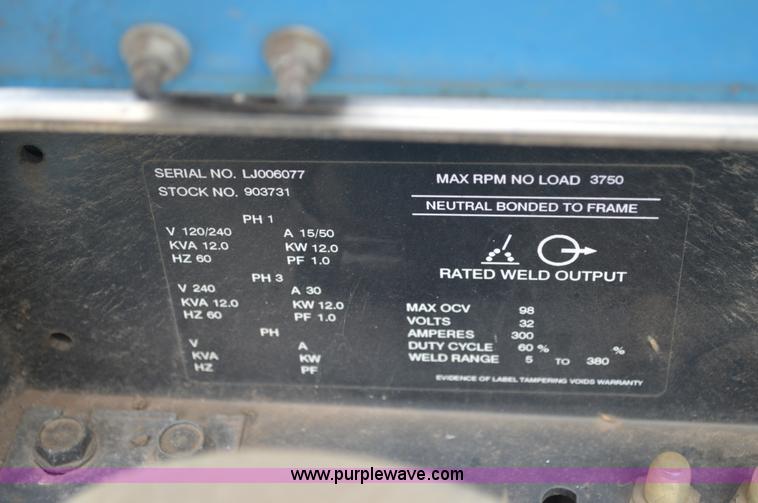 SERIAL NO. LJ006077
STOCK NO. 903731
PH 1
V 120/240 A 15/50
KVA 12.0 KW 12.0
HZ 60 PF 1.0
PH 3
V 240 A 30
KVA 12.0 KW 12.0
HZ 60 PF 1.0
PH
V A
KVA KW
HZ PF
MAX RPM NO LOAD 3750
NEUTRAL BONDED TO FRAME
RATED WELD OUTPUT
MAX OCV 98
VOLTS 32
AMPERES 300
DUTY CYCLE 60 % %
WELD RANGE 5 TO 380
EVIDENCE OF LABEL TAMPERING VOIDS WARRANTY
www.purplewave.com